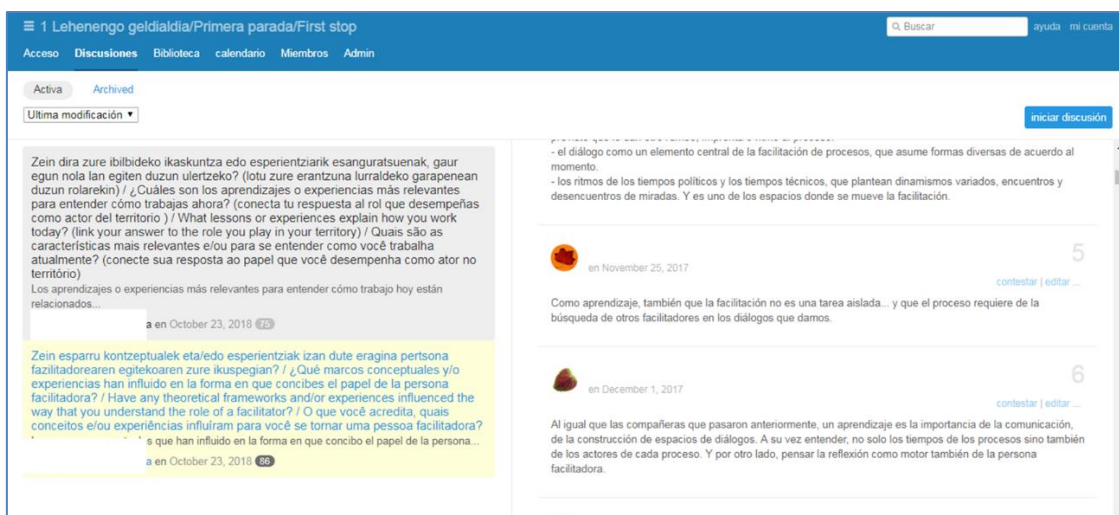 ≡ 1 Lehenengo geldialdia/Primera parada/First stop
Buscar
ayuda mi cuenta
Acceso Discusiones Biblioteca calendario Miembros Admin
Activa Archived
Ultima modificación ▼
iniciar discusión
Zein dira zure ibilbideko ikaskuntza edo esperientziarik esanguratsuenak, gaur
egun nola lan egiten duzun ulertzeko? (lotu zure erantzuna lurraldeko garapenean
duzun rolarekin) / ¿Cuáles son los aprendizajes o experiencias más relevantes
para entender cómo trabajas ahora? (conecta tu respuesta al rol que desempeñas
como actor del territorio ) / What lessons or experiences explain how you work
today? (link your answer to the role you play in your territory) / Quais são as
características mais relevantes e/ou para se entender como você trabalha
atualmente? (conecte sua resposta ao papel que você desempenha como ator no
território)
Los aprendizajes o experiencias más relevantes para entender cómo trabajo hoy están
relacionados...
a en October 23, 2018 75
Zein esparru kontzeptualek eta/edo esperientziak izan dute eragina pertsona
fazilitadorearen egitekoaren zure ikuspegian? / ¿Qué marcos conceptuales y/o
experiencias han influido en la forma en que concibes el papel de la persona
facilitadora? / Have any theoretical frameworks and/or experiences influenced the
way that you understand the role of a facilitator? / O que você acredita, quais
conceitos e/ou experiências influíram para você se tornar uma pessoa facilitadora?
s que han influido en la forma en que concibo el papel de la persona...
a en October 23, 2018 86
- el diálogo como un elemento central de la facilitación de procesos, que asume formas diversas de acuerdo al
momento.
- los ritmos de los tiempos políticos y los tiempos técnicos, que plantean dinamismos variados, encuentros y
desencuentros de miradas. Y es uno de los espacios donde se mueve la facilitación.
5
en November 25, 2017
contestar | editar ...
Como aprendizaje, también que la facilitación no es una tarea aislada... y que el proceso requiere de la
búsqueda de otros facilitadores en los diálogos que damos.
6
en December 1, 2017
contestar | editar ...
Al igual que las compañeras que pasaron anteriormente, un aprendizaje es la importancia de la comunicación,
de la construcción de espacios de diálogos. A su vez entender, no solo los tiempos de los procesos sino también
de los actores de cada proceso. Y por otro lado, pensar la reflexión como motor también de la persona
facilitadora.